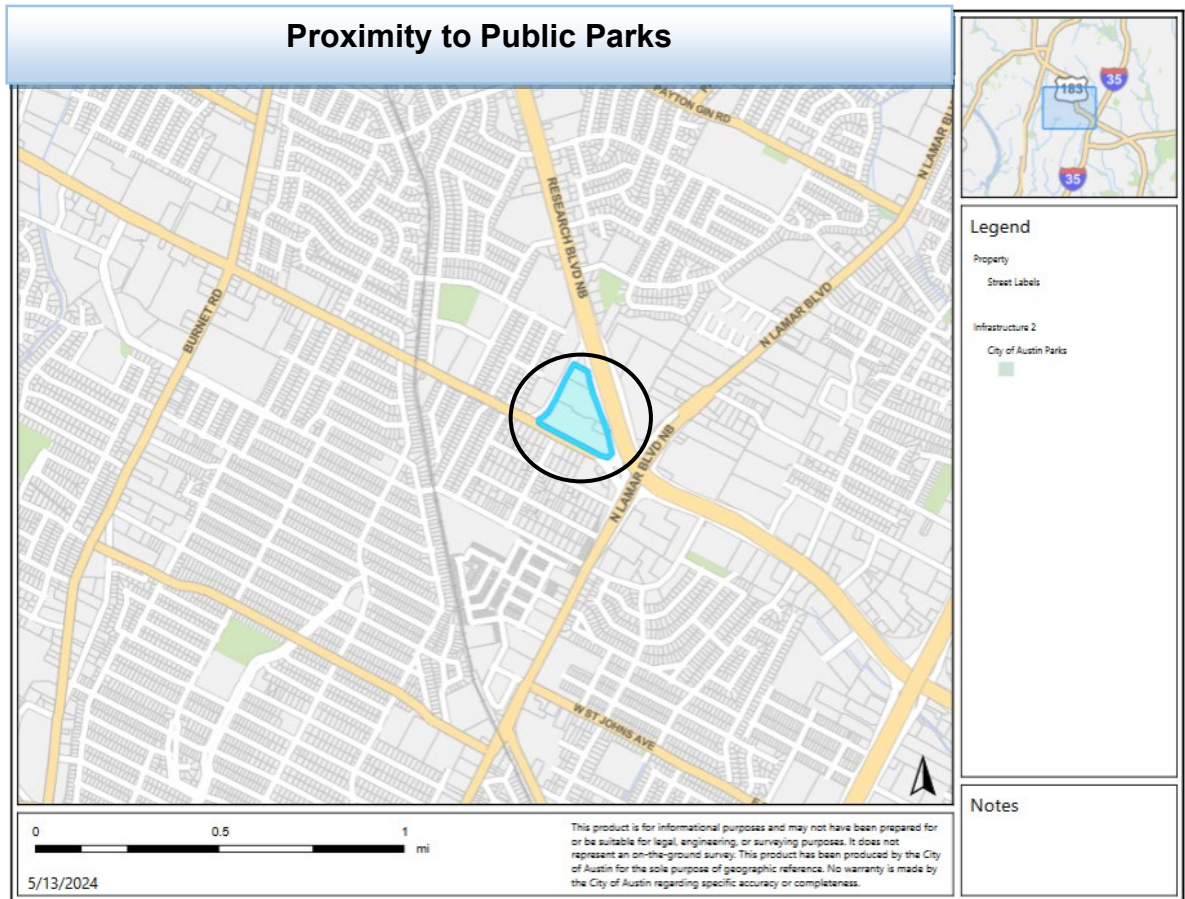 Proximity to Public Parks
PAYTON GIN RD
N LAMAR BL
RESEARCH BLVD NB
N LAMAR BLVD
BURNET RD
N LAMAR BLVD NB
W ST JOHNS AVE
183
35
35
Legend
Property
Street Labels
Infrastructure 2
City of Austin Parks
Notes
0 0.5 1
mi
5/13/2024
This product is for informational purposes and may not have been prepared for
or be suitable for legal, engineering, or surveying purposes. It does not
represent an on-the-ground survey. This product has been produced by the City
of Austin for the sole purpose of geographic reference. No warranty is made by
the City of Austin regarding specific accuracy or completeness.